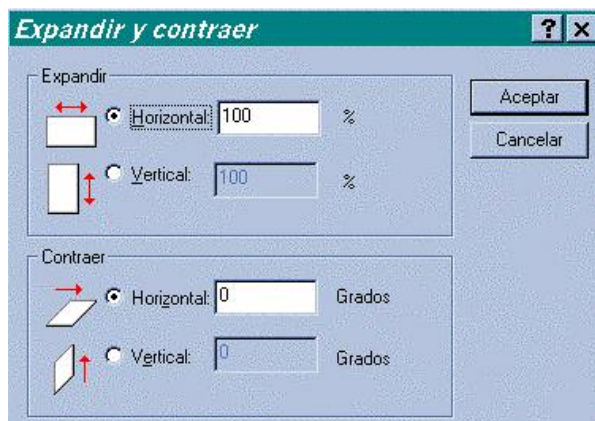 Expandir y contraer ? ×
Expandir
Horizontal: 100 %
Vertical: 100 %
Aceptar
Cancelar
Contraer
Horizontal: 0 Grados
Vertical: 0 Grados